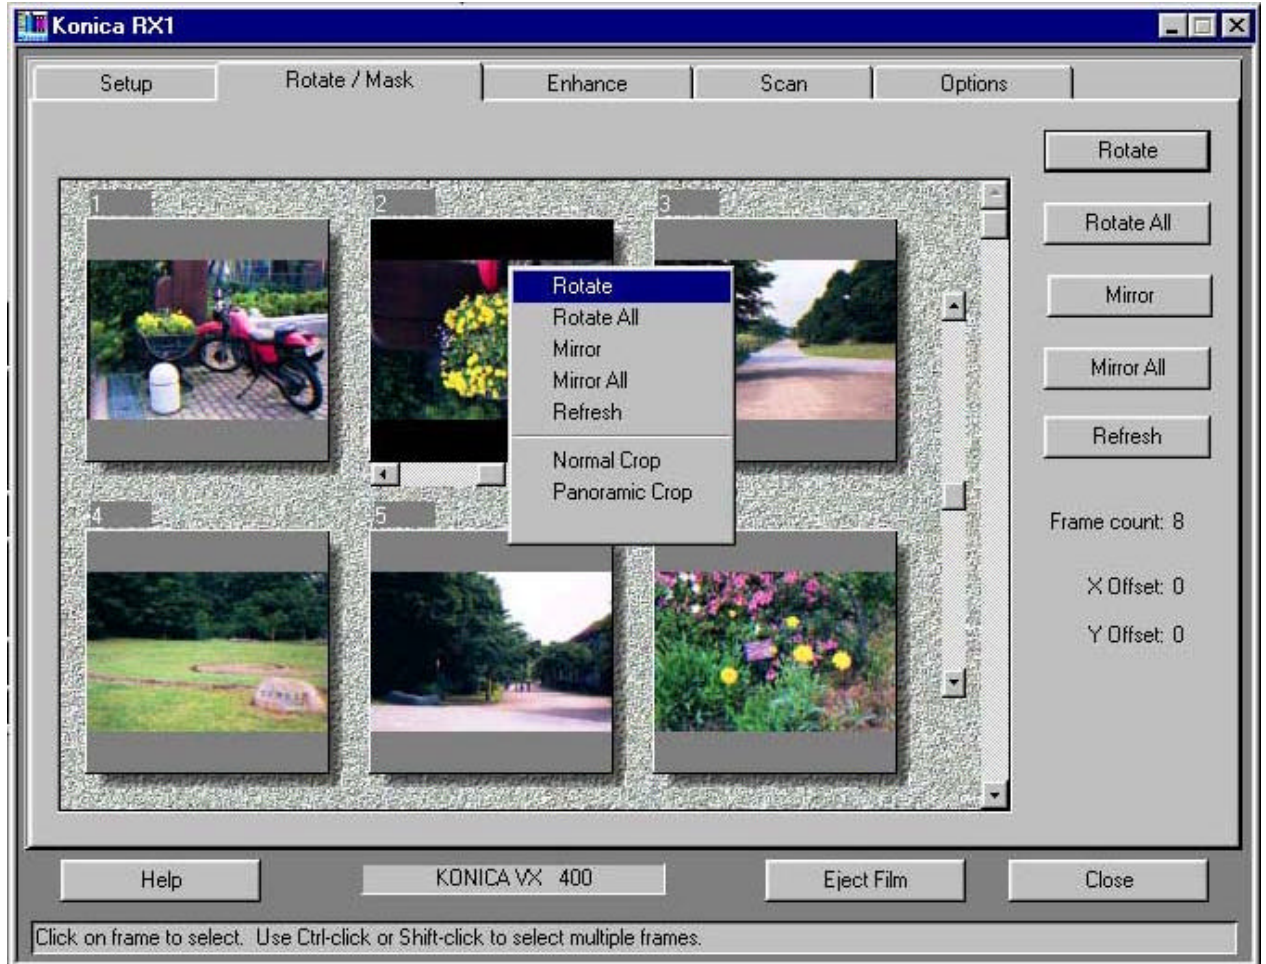 Konica RX1
Setup
Rotate / Mask
Enhance
Scan
Options
Rotate
Rotate All
Mirror
Mirror All
Refresh
Frame count: 8
X Offset: 0
Y Offset: 0
1
2
3
Rotate
Rotate All
Mirror
Mirror All
Refresh
Normal Crop
Panoramic Crop
4
5
Help
KONICA VX 400
Eject Film
Close
Click on frame to select. Use Ctrl-click or Shift-click to select multiple frames.